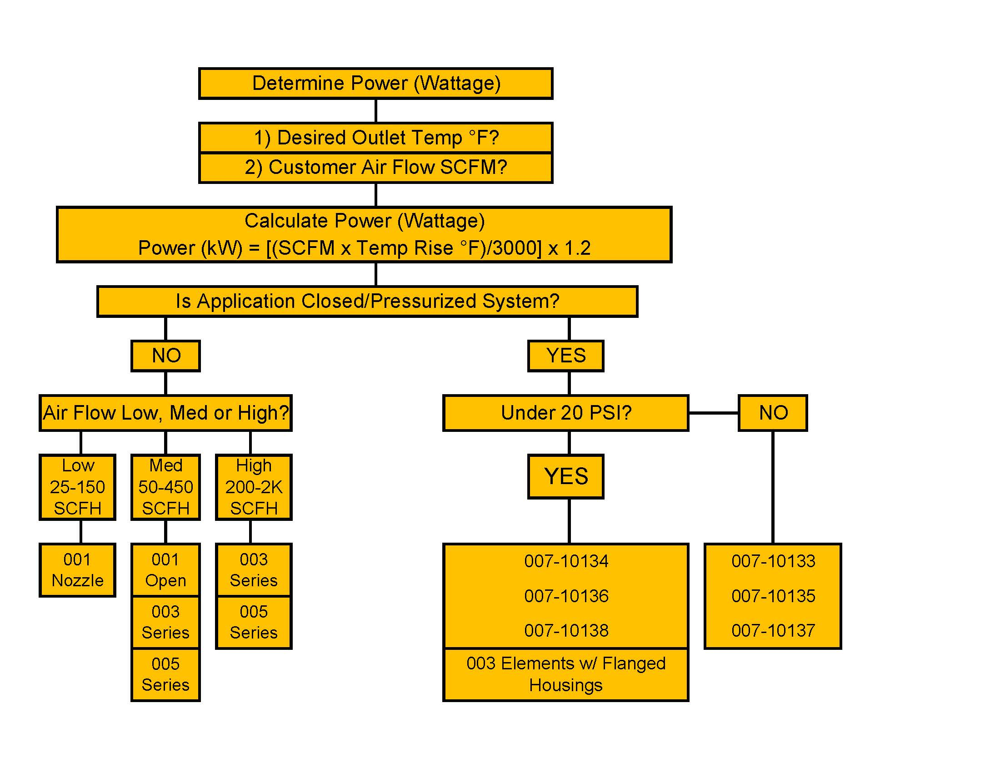 Determine Power (Wattage)
1) Desired Outlet Temp °F?
2) Customer Air Flow SCFM?
Calculate Power (Wattage)
Power (kW) = [(SCFM x Temp Rise °F)/3000] x 1.2
Is Application Closed/Pressurized System?
NO
YES
Air Flow Low, Med or High?
Under 20 PSI?
NO
Low
25-150
SCFH
Med
50-450
SCFH
High
200-2K
SCFH
YES
001
Nozzle
001
Open
003
Series
005
Series
003
Series
005
Series
007-10134
007-10136
007-10138
003 Elements w/ Flanged
Housings
007-10133
007-10135
007-10137